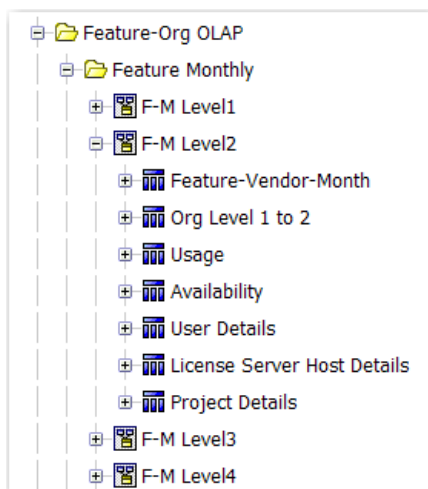 Feature-Org OLAP
Feature Monthly
F-M Level1
F-M Level2
Feature-Vendor-Month
Org Level 1 to 2
Usage
Availability
User Details
License Server Host Details
Project Details
F-M Level3
F-M Level4